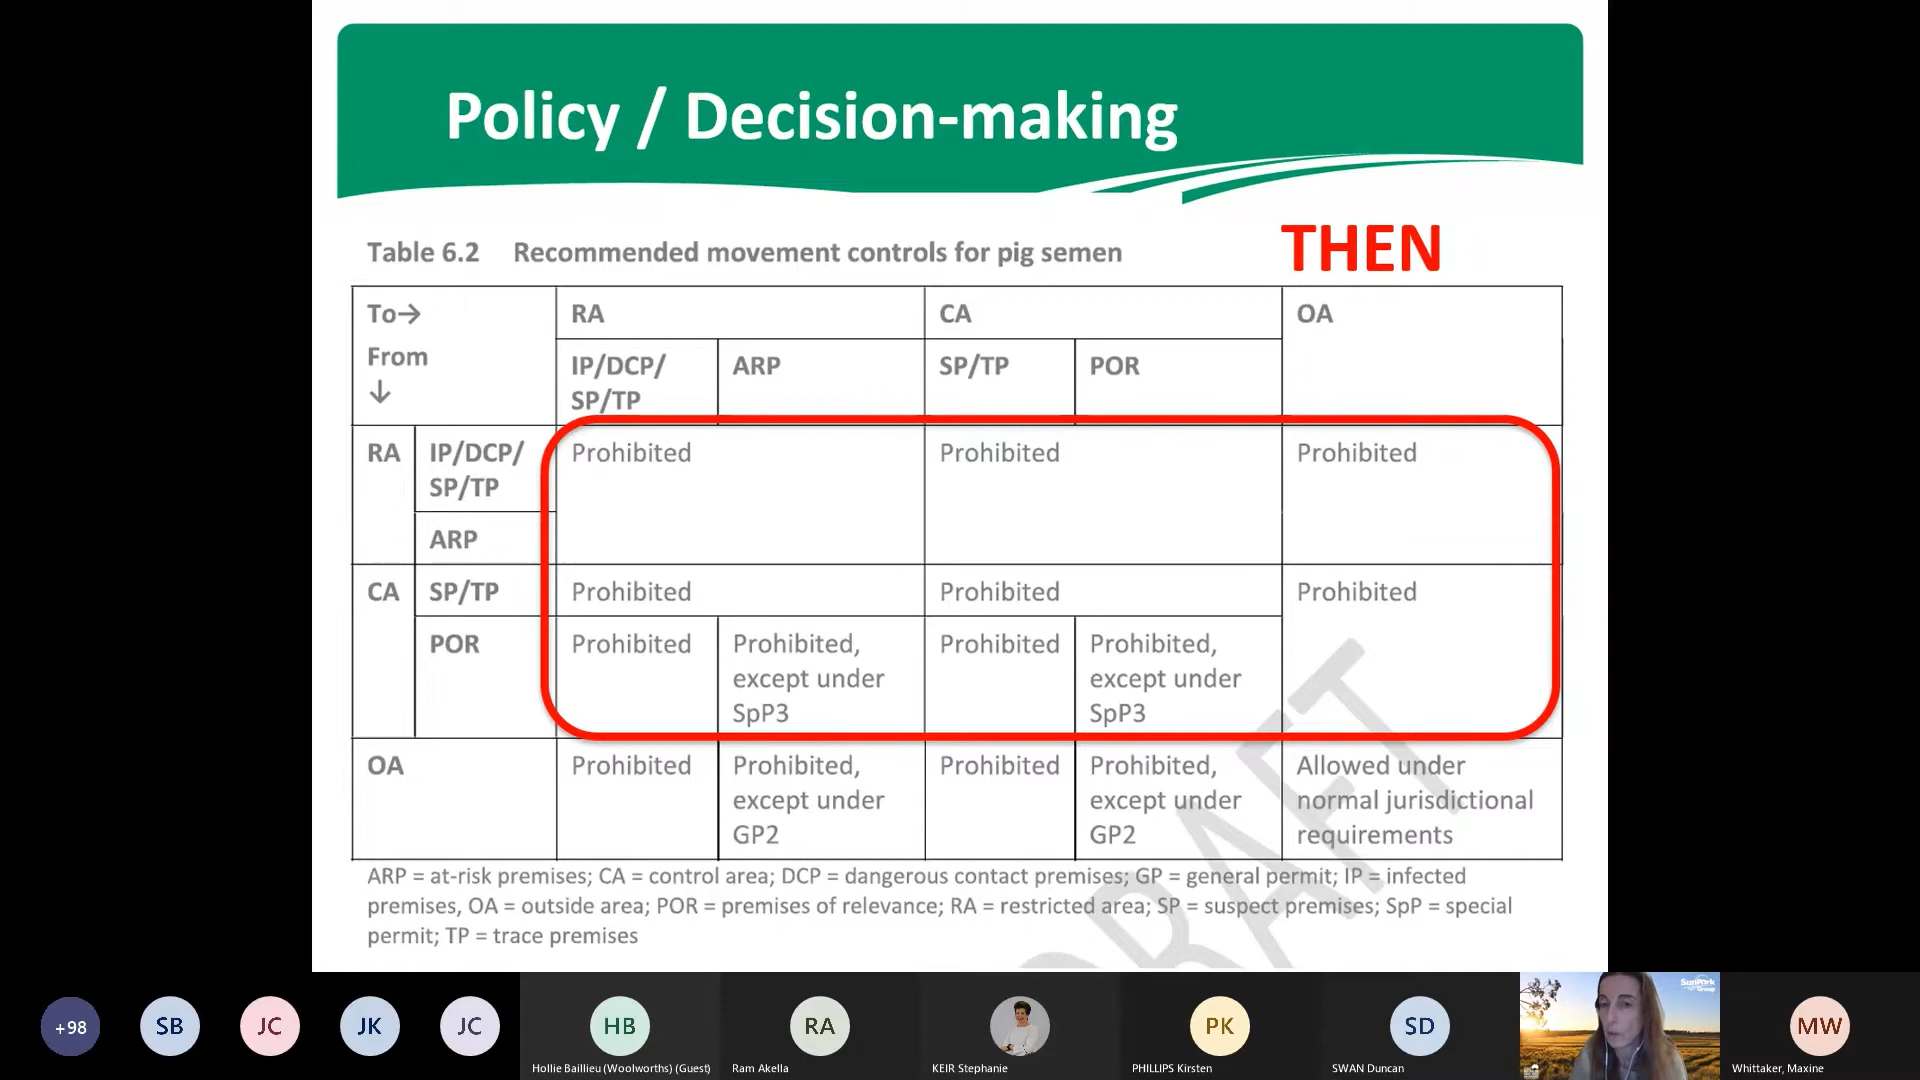 Policy / Decision-making
THEN
Table 6.2 Recommended movement controls for pig semen
To→ RA CA OA
From
↓
IP/DCP/ ARP SP/TP POR
SP/TP
RA IP/DCP/ Prohibited Prohibited Prohibited
SP/TP
ARP
CA SP/TP Prohibited Prohibited Prohibited
POR Prohibited Prohibited, Prohibited Prohibited,
except under except under
SpP3 SpP3
OA Prohibited Prohibited, Prohibited Prohibited, Allowed under
except under except under normal jurisdictional
GP2 GP2 requirements
ARP = at-risk premises; CA = control area; DCP = dangerous contact premises; GP = general permit; IP = infected
premises, OA = outside area; POR = premises of relevance; RA = restricted area; SP = suspect premises; SpP = special
permit; TP = trace premises
DRAFT
+98 SB JC JK JC HB RA PK SD MW
SunPork
Group
Hollie Baillieu (Woolworths) (Guest) Ram Akella KEIR Stephanie PHILLIPS Kirsten SWAN Duncan Whittaker, Maxine